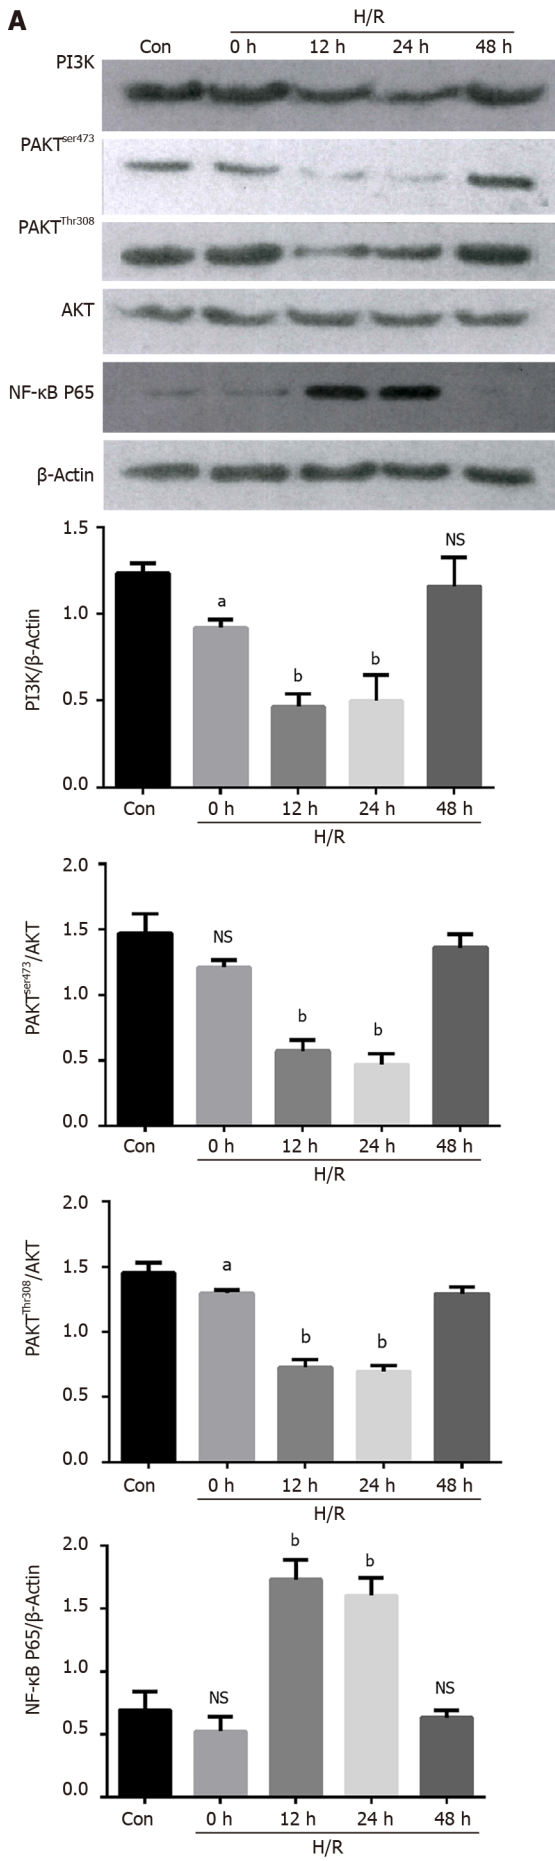 A
H/R
Con 0 h 12 h 24 h 48 h
PI3K
PAKTser473
PAKTThr308
AKT
NF-κB P65
β-Actin
PI3K/β-Actin
1.5
1.0
0.5
0.0
a
b
b
NS
Con 0 h 12 h 24 h 48 h
H/R
PAKTser473/AKT
2.0
1.5
1.0
0.5
0.0
NS
b
b
Con 0 h 12 h 24 h 48 h
H/R
PAKTThr308/AKT
2.0
1.5
1.0
0.5
0.0
a
b
b
Con 0 h 12 h 24 h 48 h
H/R
NF-κB P65/β-Actin
2.0
1.5
1.0
0.5
0.0
NS
b
b
NS
Con 0 h 12 h 24 h 48 h
H/R